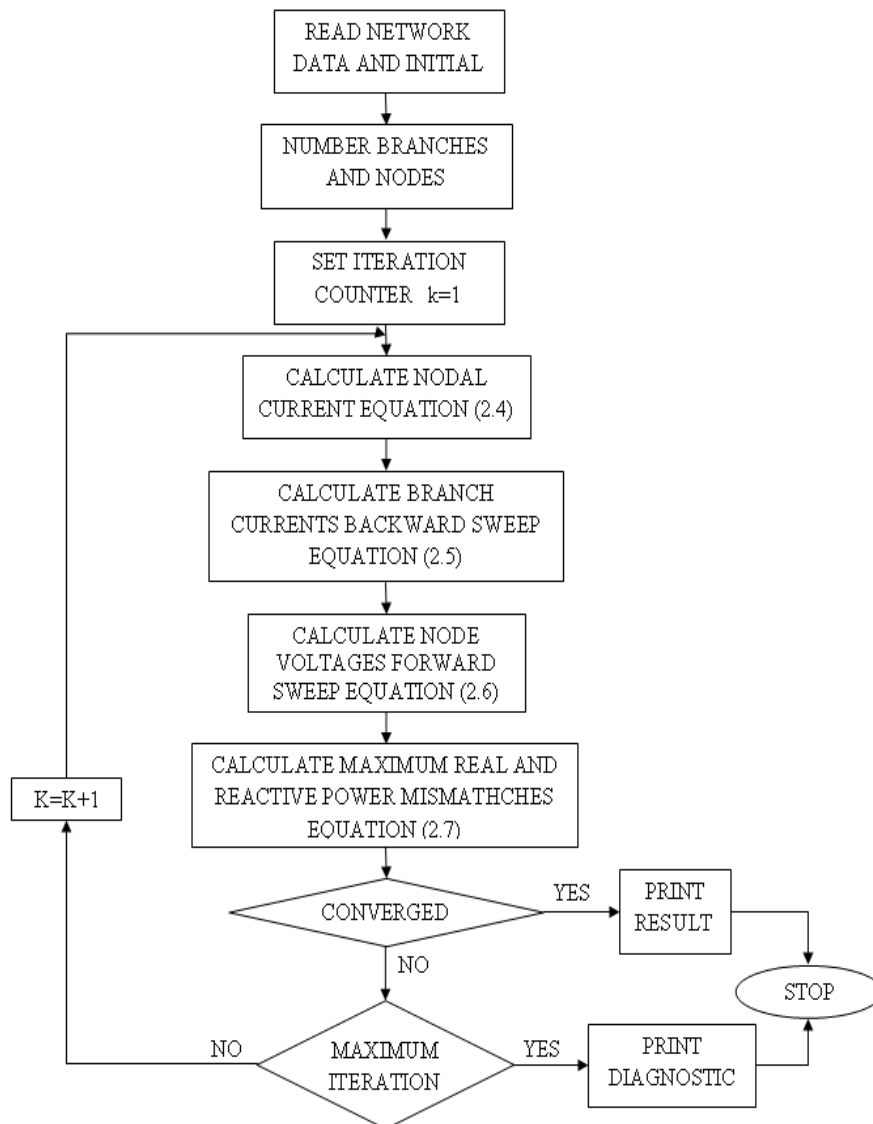 READ NETWORK
DATA AND INITIAL
NUMBER BRANCHES
AND NODES
SET ITERATION
COUNTER k=1
CALCULATE NODAL
CURRENT EQUATION (2.4)
CALCULATE BRANCH
CURRENTS BACKWARD SWEEP
EQUATION (2.5)
CALCULATE NODE
VOLTAGES FORWARD
SWEEP EQUATION (2.6)
CALCULATE MAXIMUM REAL AND
REACTIVE POWER MISMATHCHES
EQUATION (2.7)
K=K+1
CONVERGED
YES
PRINT
RESULT
NO
STOP
MAXIMUM
ITERATION
NO
YES
PRINT
DIAGNOSTIC